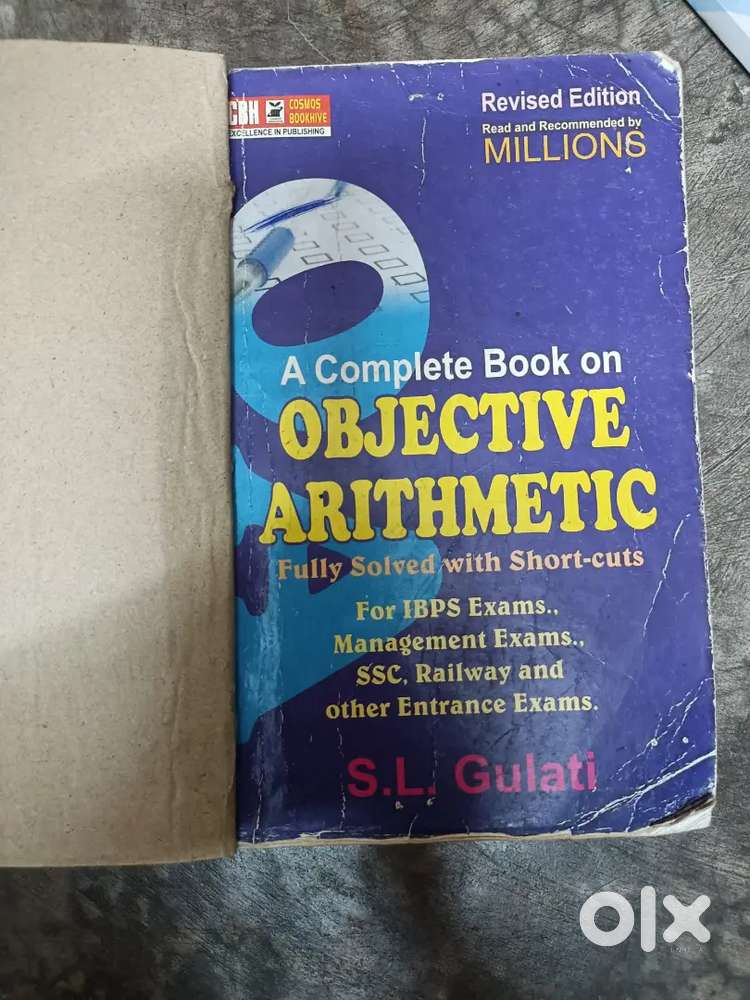 CBH
COSMOS
BOOKHIVE
EXCELLENCE IN PUBLISHING
Revised Edition
Read and Recommended by
MILLIONS
A Complete Book on
OBJECTIVE
ARITHMETIC
Fully Solved with Short-cuts
For IBPS Exams.,
Management Exams.,
SSC, Railway and
other Entrance Exams.
S.L. Gulati
olx